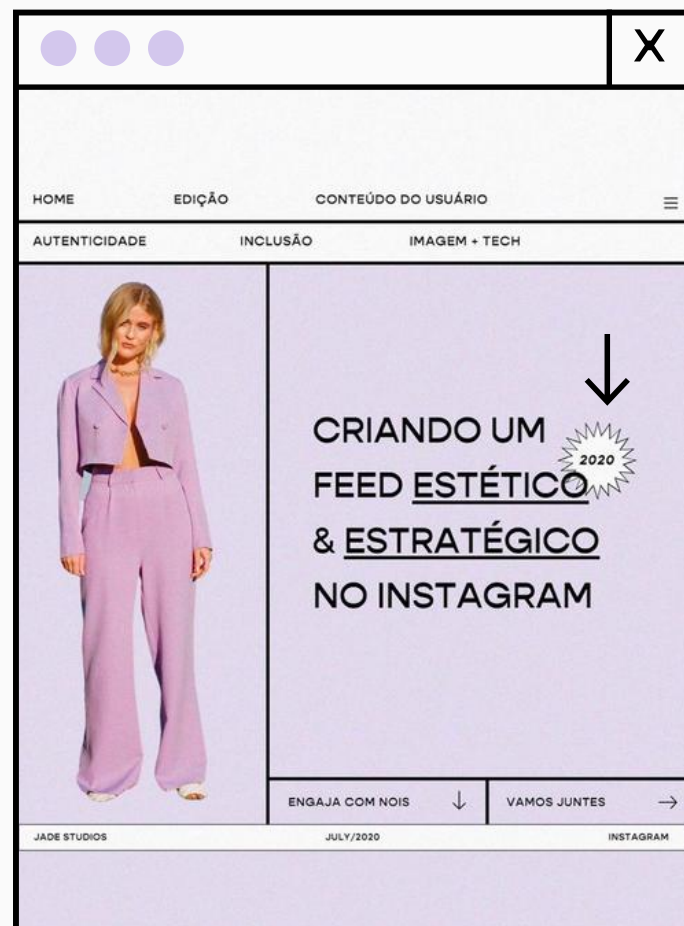 X
HOME EDIÇÃO CONTEÚDO DO USUÁRIO
AUTENTICIDADE INCLUSÃO IMAGEM + TECH
CRIANDO UM
2020
FEED ESTÉTICO
& ESTRATÉGICO
NO INSTAGRAM
ENGAJA COM NOIS VAMOS JUNTES
JADE STUDIOS JULY/2020 INSTAGRAM